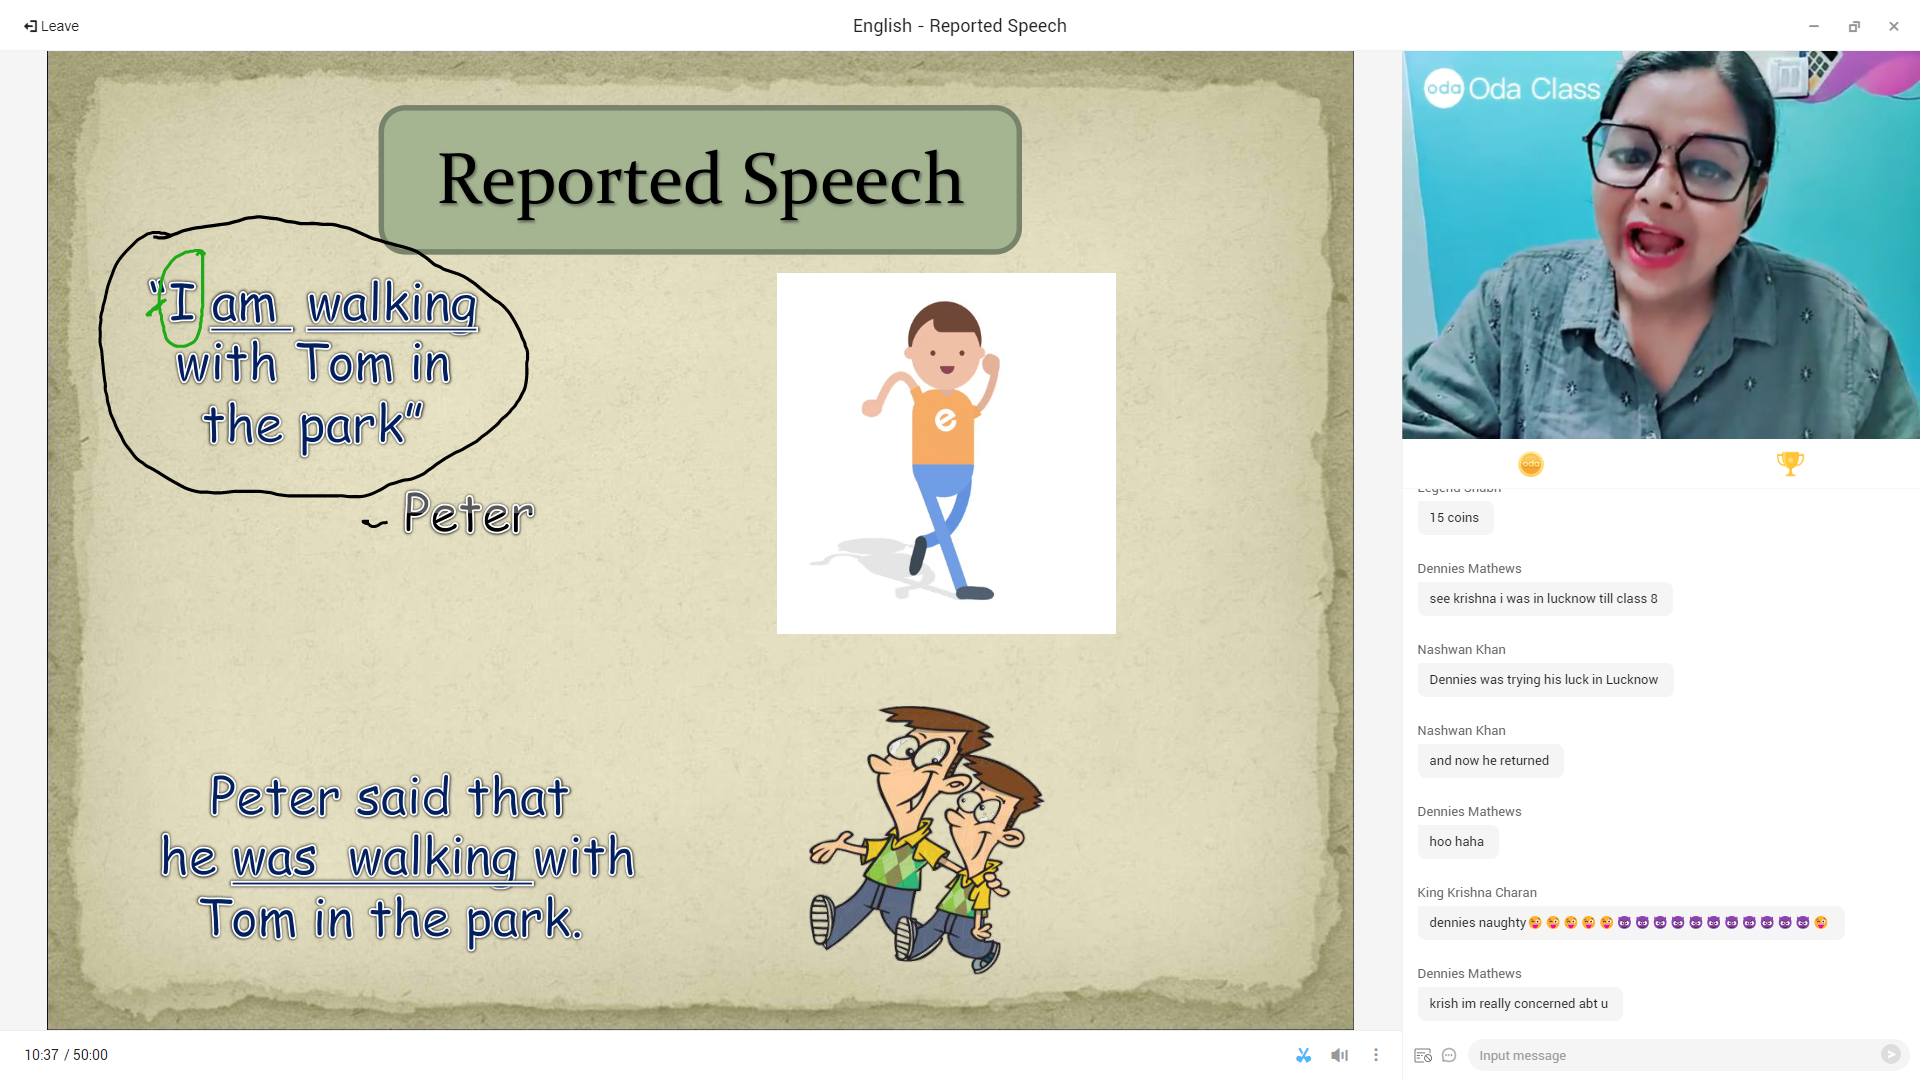 Leave
English - Reported Speech
Reported Speech
“I am walking
with Tom in
the park”
- Peter
e
Peter said that
he was walking with
Tom in the park.
10:37 / 50:00
oda Oda Class
oda
15 coins
Dennies Mathews
see krishna i was in lucknow till class 8
Nashwan Khan
Dennies was trying his luck in Lucknow
Nashwan Khan
and now he returned
Dennies Mathews
hoo haha
King Krishna Charan
dennies naughty😜😜😜😜😜😈😈😈😈😈😈😈😈😈😈😈😜
Dennies Mathews
krish im really concerned abt u
Input message